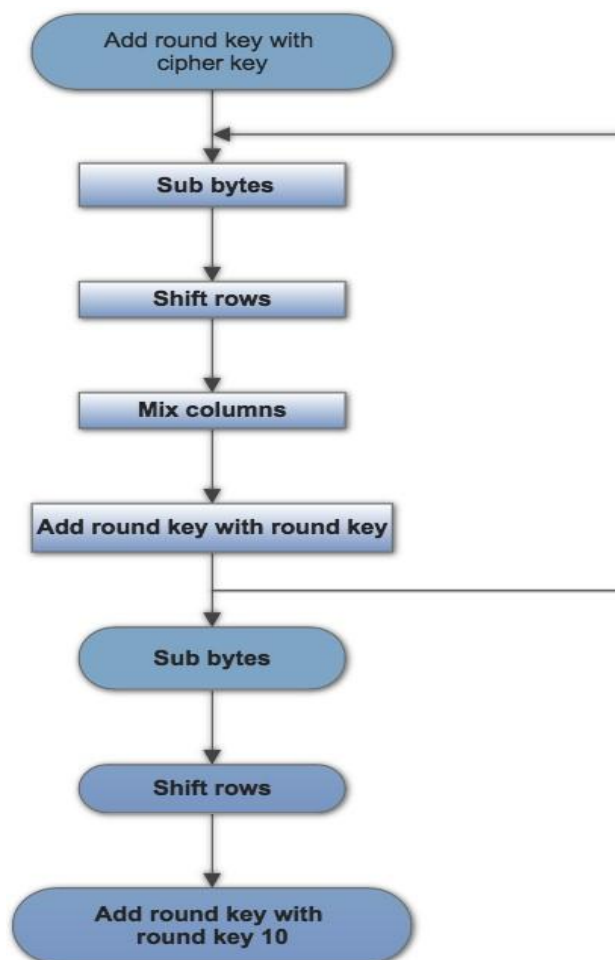 Add round key with
cipher key
Sub bytes
Shift rows
Mix columns
Add round key with round key
Sub bytes
Shift rows
Add round key with
round key 10